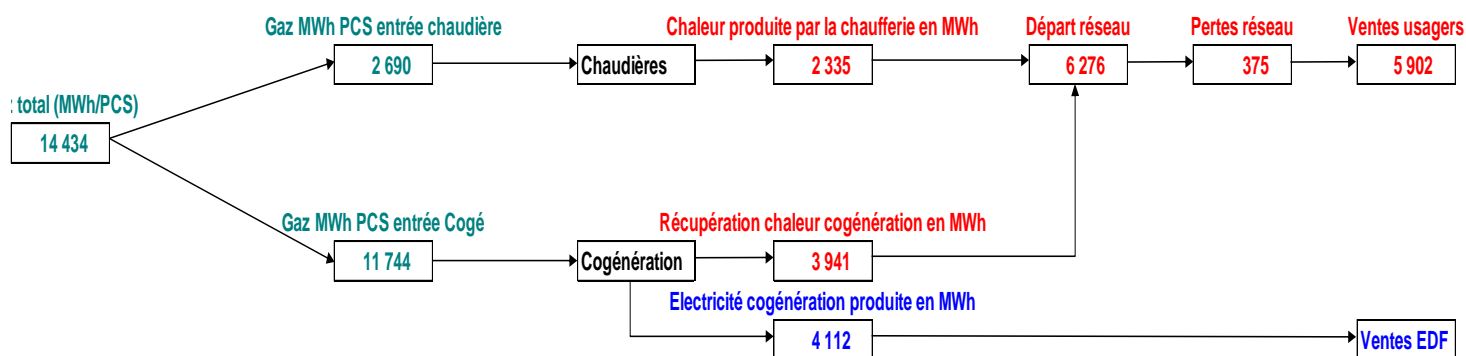 Gaz MWh PCS entrée chaudière
Chaleur produite par la chaufferie en MWh
Départ réseau
Pertes réseau
Ventes usagers
2 690
Chaudières
2 335
6 276
375
5 902
total (MWh/PCS)
14 434
Gaz MWh PCS entrée Cogé
Récupération chaleur cogénération en MWh
11 744
Cogénération
3 941
Electricité cogénération produite en MWh
4 112
Ventes EDF